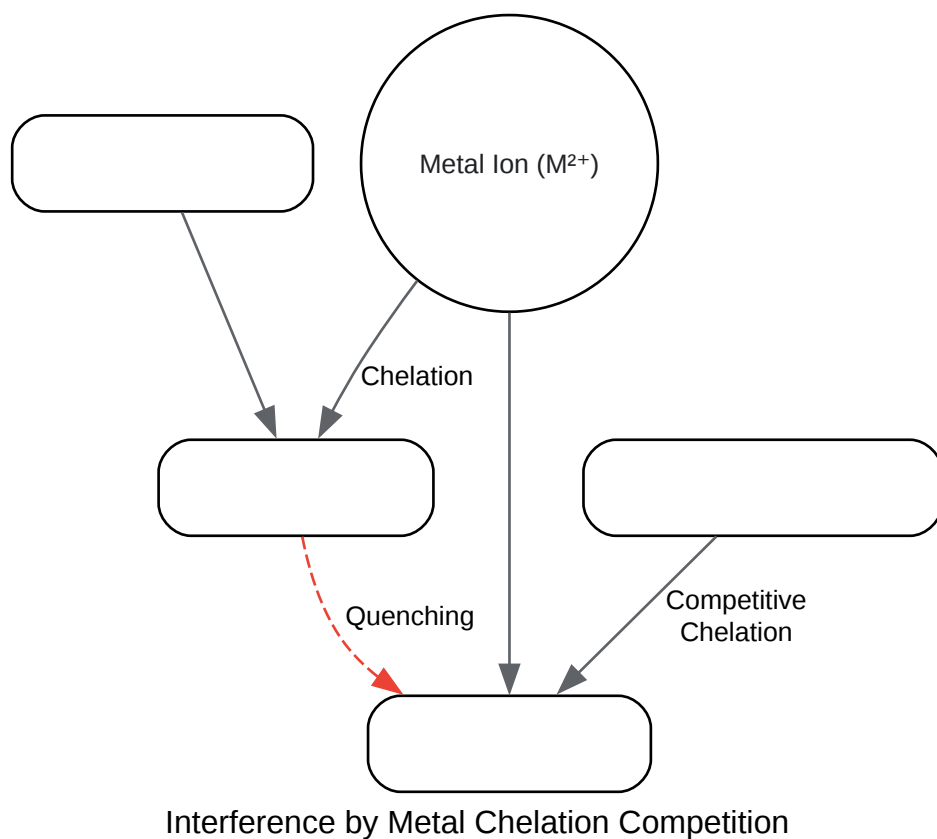 Metal Ion (M²⁺)
Chelation
Quenching
Competitive
Chelation
Interference by Metal Chelation Competition